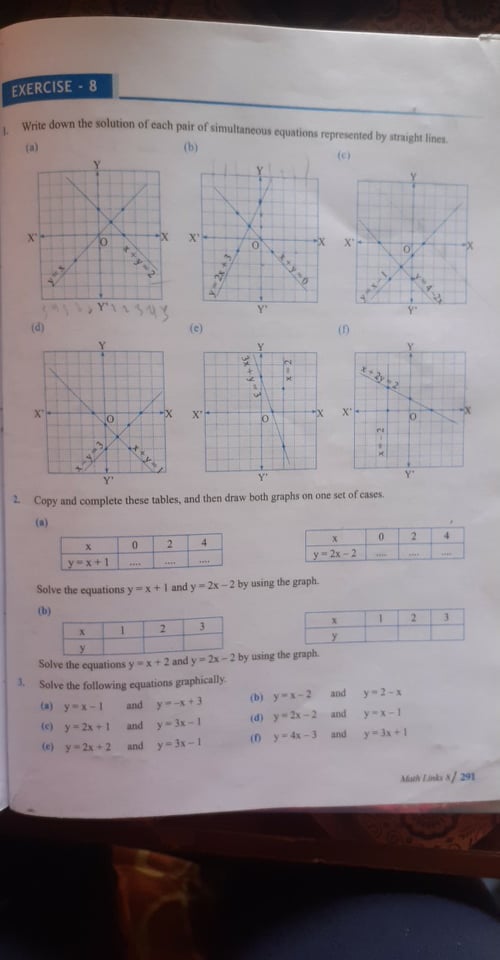 EXERCISE - 8
1. Write down the solution of each pair of simultaneous equations represented by straight lines.
(a) (b) (c)
Y Y Y
X' O X X' O X X' O X
y = x x + y = 2 y = 2x + 3 x + y = 0 y = x - 1
Y' Y' Y'
(d) (e) (f)
Y Y Y
3x + y = 3 x = 2 x + 2y = 2
X' O X X' O X X' O X
x - y = 3 x + y = 1 x = - 2
Y' Y' Y'
2. Copy and complete these tables, and then draw both graphs on one set of cases.
(a)
x 0 2 4 x 0 2 4
y = x + 1 .... .... .... y = 2x - 2 .... .... ....
Solve the equations y = x + 1 and y = 2x - 2 by using the graph.
(b)
x 1 2 3 x 1 2 3
y y
Solve the equations y = x + 2 and y = 2x - 2 by using the graph.
3. Solve the following equations graphically.
(a) y = x - 1 and y = -x + 3 (b) y = x - 2 and y = 2 - x
(c) y = 2x + 1 and y = 3x - 1 (d) y = 2x - 2 and y = x - 1
(e) y = 2x + 2 and y = 3x - 1 (f) y = 4x - 3 and y = 3x + 1
Math Links 8/ 291